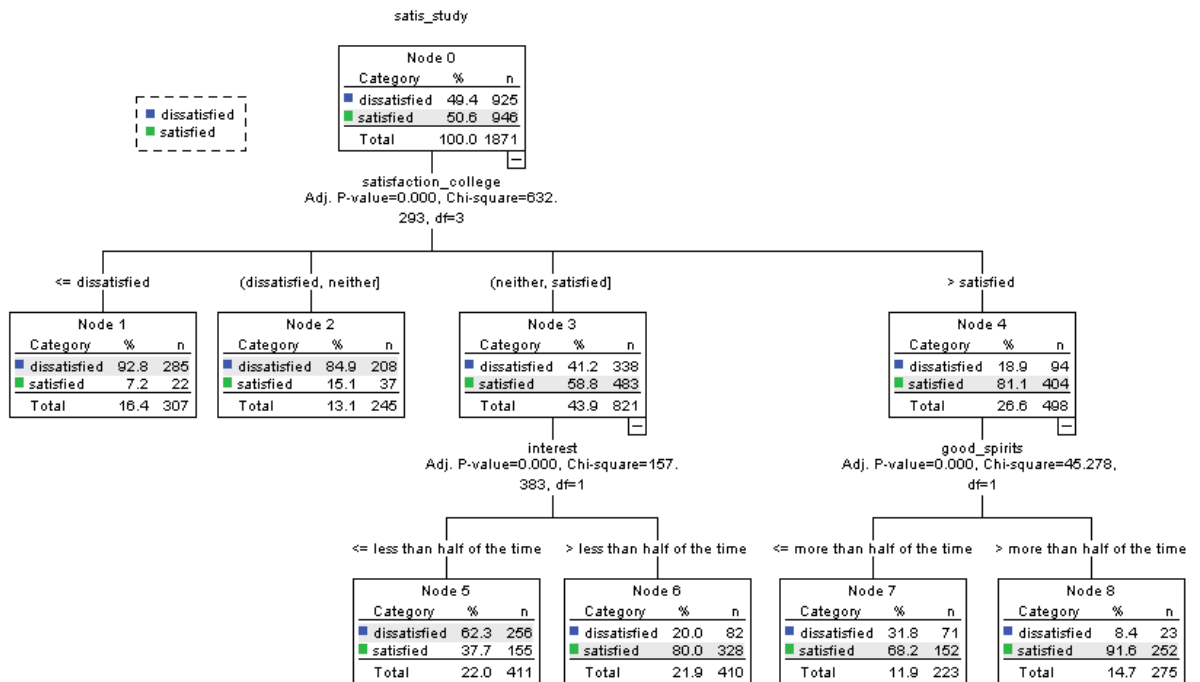 satis_study
Node 0
Category % n
dissatisfied 49.4 925
satisfied 50.6 946
Total 100.0 1871
dissatisfied
satisfied
satisfaction_college
Adj. P-value=0.000, Chi-square=632.
293, df=3
<= dissatisfied
(dissatisfied, neither]
(neither, satisfied]
> satisfied
Node 1
Category % n
dissatisfied 92.8 285
satisfied 7.2 22
Total 16.4 307
Node 2
Category % n
dissatisfied 84.9 208
satisfied 15.1 37
Total 13.1 245
Node 3
Category % n
dissatisfied 41.2 338
satisfied 58.8 483
Total 43.9 821
Node 4
Category % n
dissatisfied 18.9 94
satisfied 81.1 404
Total 26.6 498
interest
Adj. P-value=0.000, Chi-square=157.
383, df=1
good_spirits
Adj. P-value=0.000, Chi-square=45.278,
df=1
<= less than half of the time
> less than half of the time
<= more than half of the time
> more than half of the time
Node 5
Category % n
dissatisfied 62.3 256
satisfied 37.7 155
Total 22.0 411
Node 6
Category % n
dissatisfied 20.0 82
satisfied 80.0 328
Total 21.9 410
Node 7
Category % n
dissatisfied 31.8 71
satisfied 68.2 152
Total 11.9 223
Node 8
Category % n
dissatisfied 8.4 23
satisfied 91.6 252
Total 14.7 275